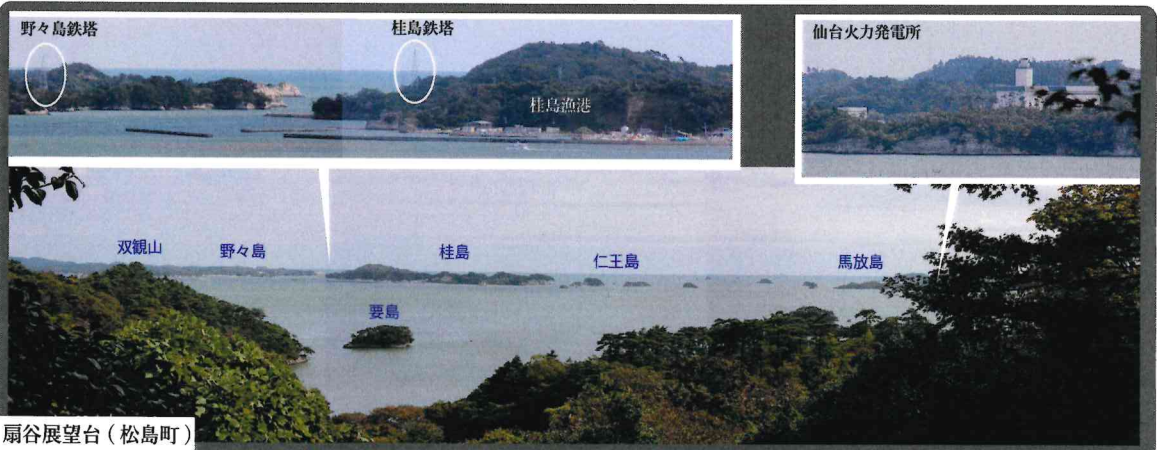 野々島鉄塔
桂島鉄塔
桂島漁港
仙台火力発電所
双観山
野々島
桂島
仁王島
馬放島
要島
扇谷展望台(松島町)